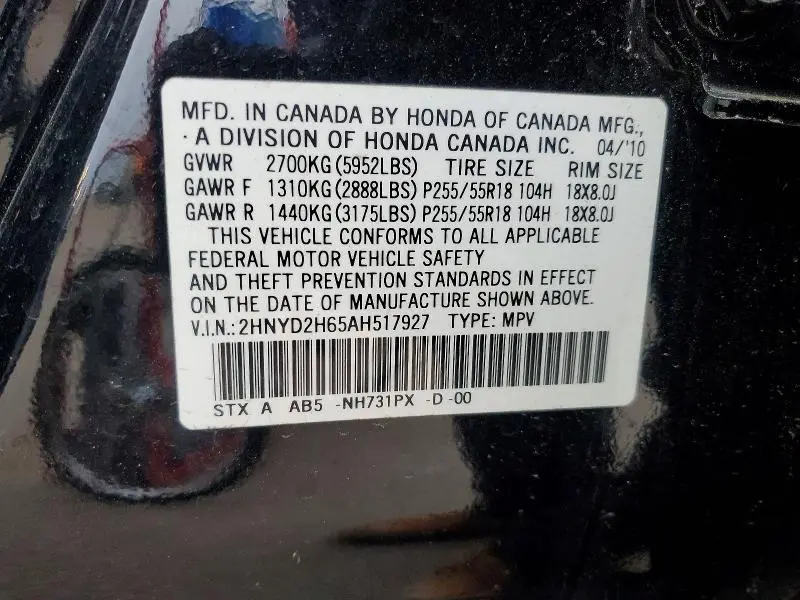 MFD. IN CANADA BY HONDA OF CANADA MFG.,
· A DIVISION OF HONDA CANADA INC. 04/'10
GVWR 2700KG(5952LBS) TIRE SIZE RIM SIZE
GAWR F 1310KG(2888LBS) P255/55R18 104H 18X8.0J
GAWR R 1440KG(3175LBS) P255/55R18 104H 18X8.0J
THIS VEHICLE CONFORMS TO ALL APPLICABLE
FEDERAL MOTOR VEHICLE SAFETY
AND THEFT PREVENTION STANDARDS IN EFFECT
ON THE DATE OF MANUFACTURE SHOWN ABOVE.
V.I.N.:2HNYD2H65AH517927 TYPE: MPV
STX A AB5 -NH731PX -D -00